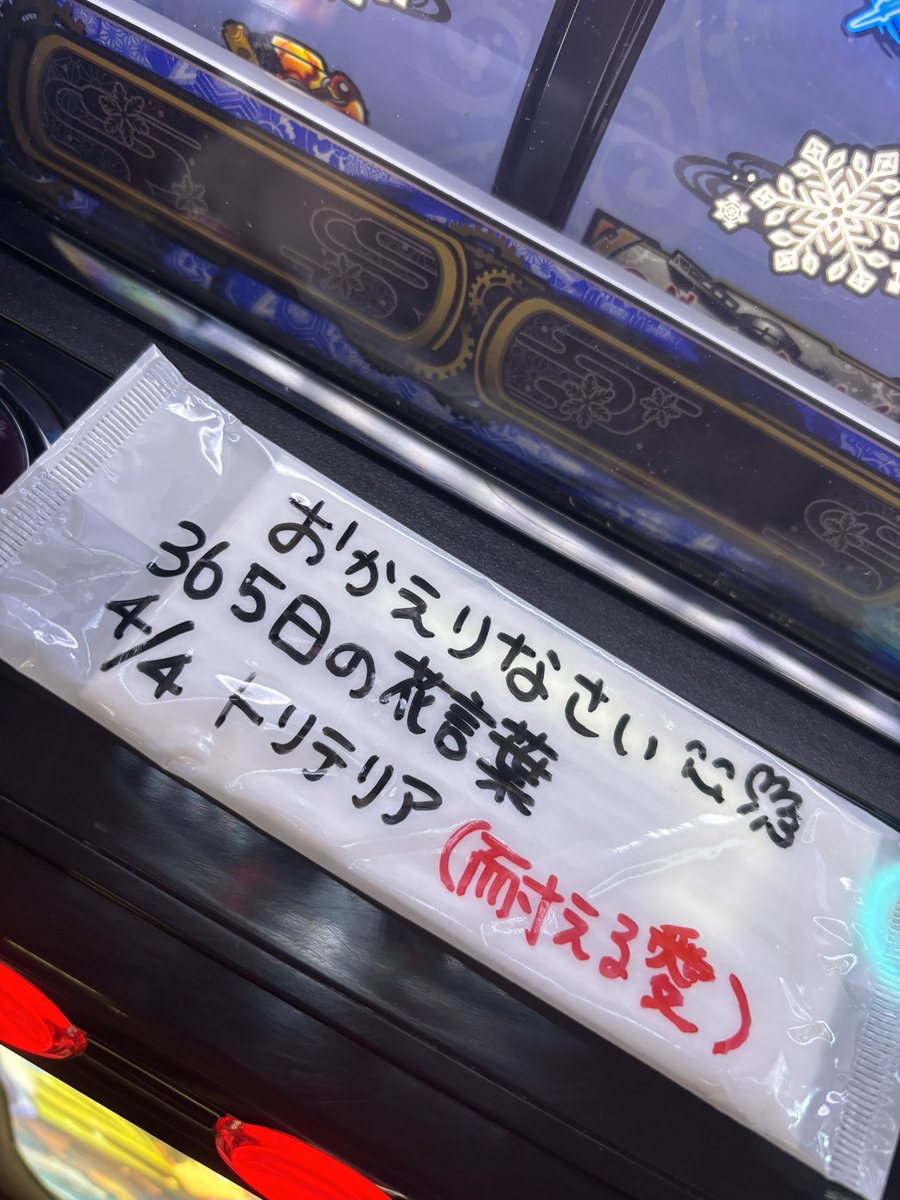 おかえりなさい
365日の花言葉
4/4 トリテリア
(耐える愛)